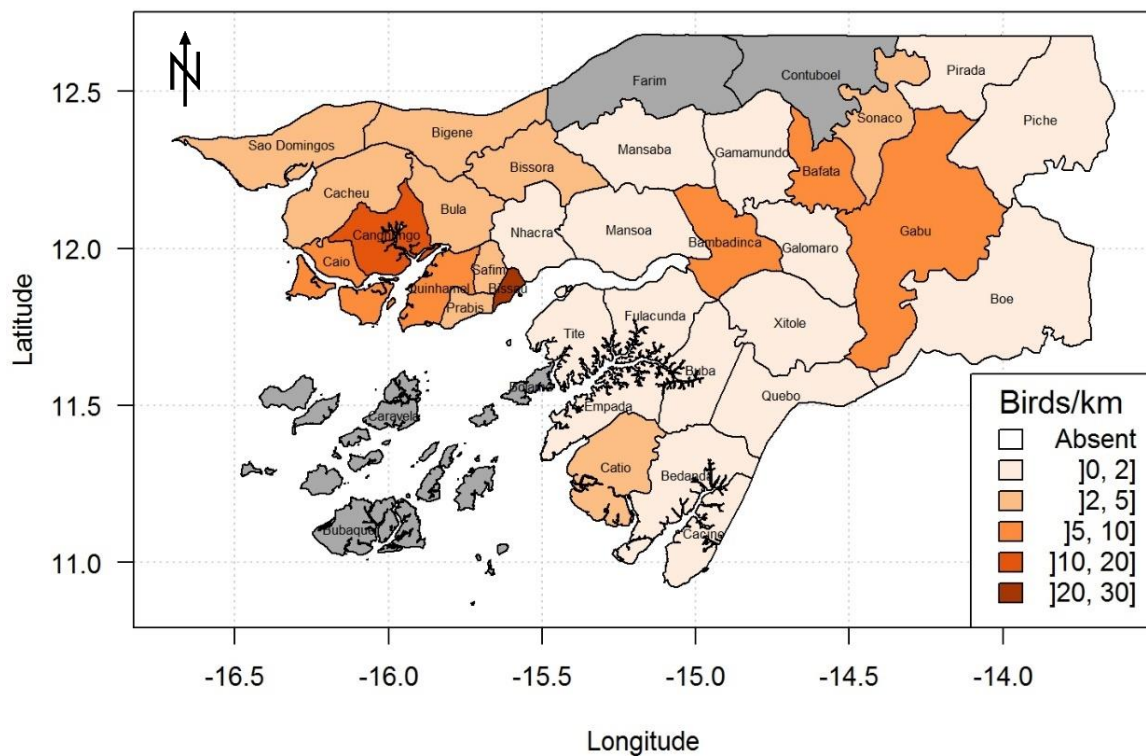 N
12.5
12.0
11.5
11.0
Latitude
Farim
Contuboel
Pirada
Sonaco
Piche
Sao Domingos
Bigene
Mansaba
Gamamundo
Bissora
Bafata
Cacheu
Bula
Canghungo
Nhacra
Mansoa
Bambadinca
Galomaro
Gabu
Caio
Safim
Quinhamel
Bissau
Prabis
Boe
Tite
Fulacunda
Xitole
Buba
Bolama
Quebo
Empada
Caravela
Catio
Bedanda
Bubaque
Cacine
Birds/km
Absent
]0, 2]
]2, 5]
]5, 10]
]10, 20]
]20, 30]
-16.5
-16.0
-15.5
-15.0
-14.5
-14.0
Longitude